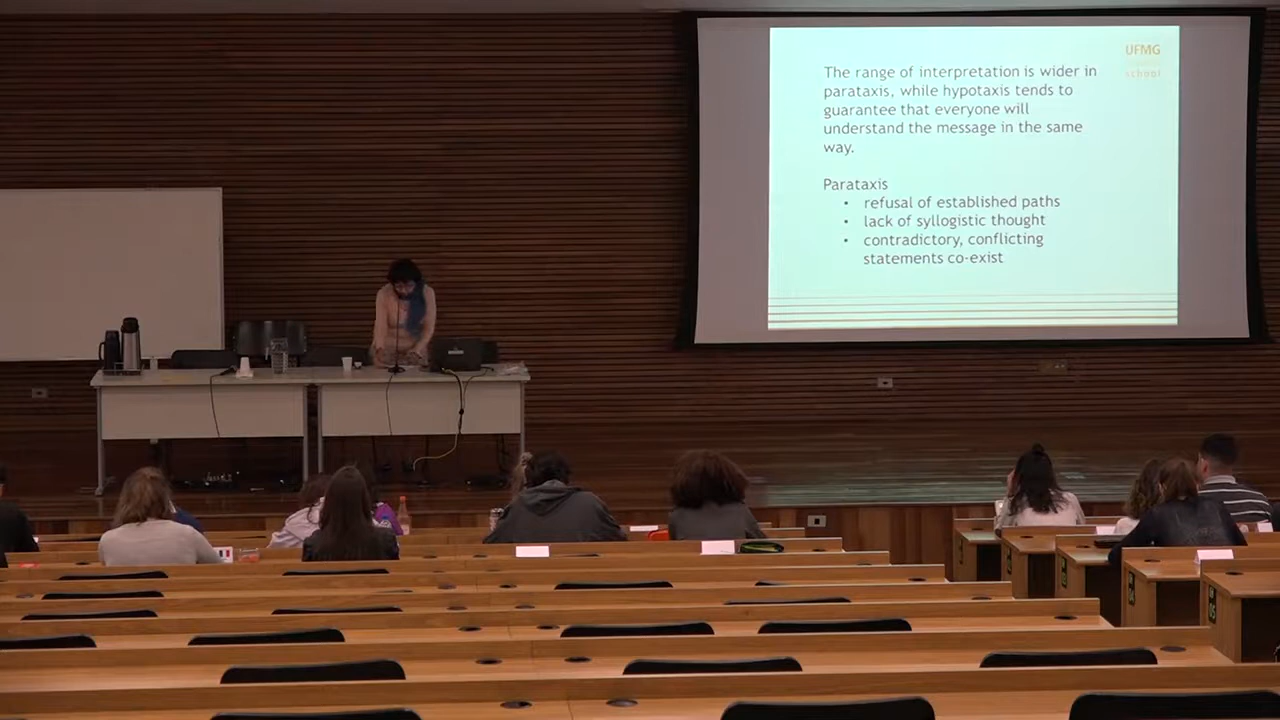 UFMG
school
The range of interpretation is wider in
parataxis, while hypotaxis tends to
guarantee that everyone will
understand the message in the same
way.
Parataxis
• refusal of established paths
• lack of syllogistic thought
• contradictory, conflicting
statements co-exist